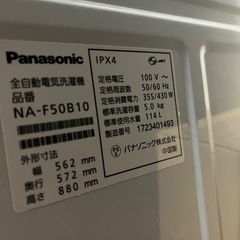 Panasonic
全自動電気洗濯機
品番
NA-F50B10
外形寸法
幅 562 mm
奥行 572 mm
高さ 880 mm
IPX4
JET
定格電圧 100 V~
定格周波数 50/60 Hz
定格消費電力 355/430 W
標準洗濯容量 5.0 kg
標準水量 114 L
製造番号 1723401493
パナソニック株式会社
中国製